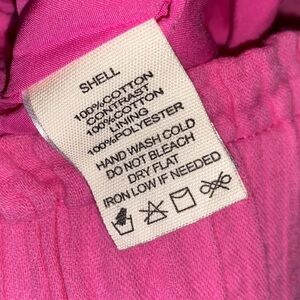 SHELL
100%COTTON
CONTRAST
100%COTTON
LINING
100%POLYESTER
HAND WASH COLD
DO NOT BLEACH
DRY FLAT
IRON LOW IF NEEDED